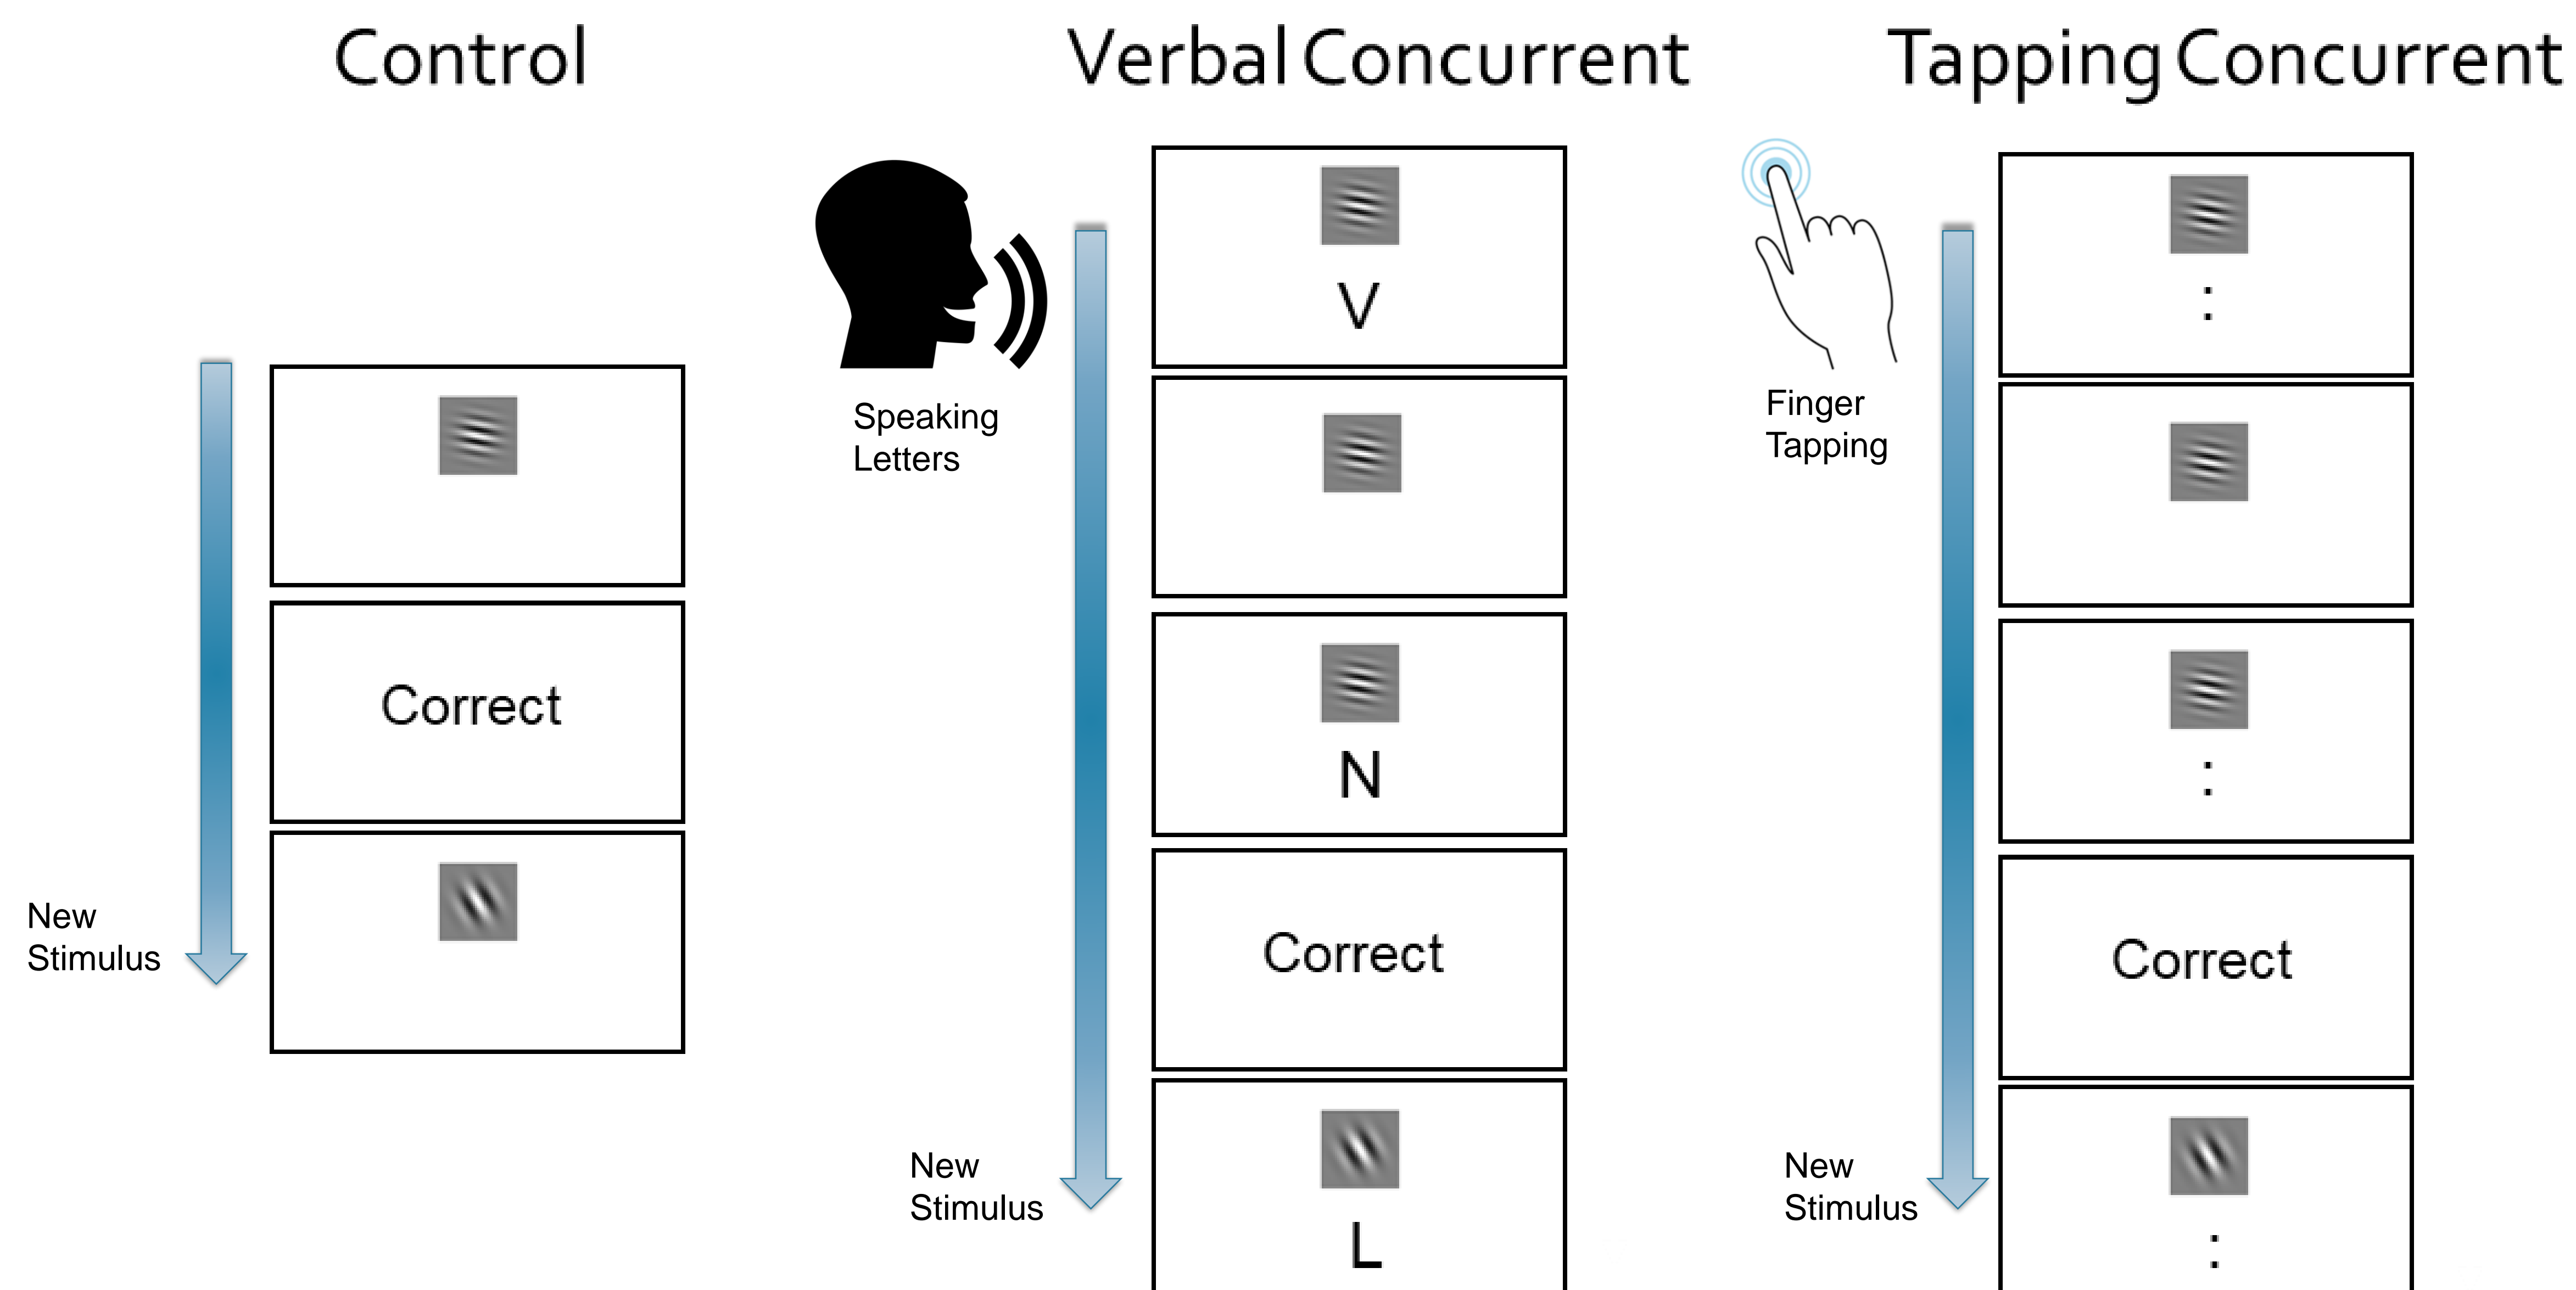 Control
New
Stimulus
Correct
Verbal Concurrent
Speaking
Letters
V
N
Correct
New
Stimulus
L
Tapping Concurrent
Finger
Tapping
:
:
Correct
New
Stimulus
: